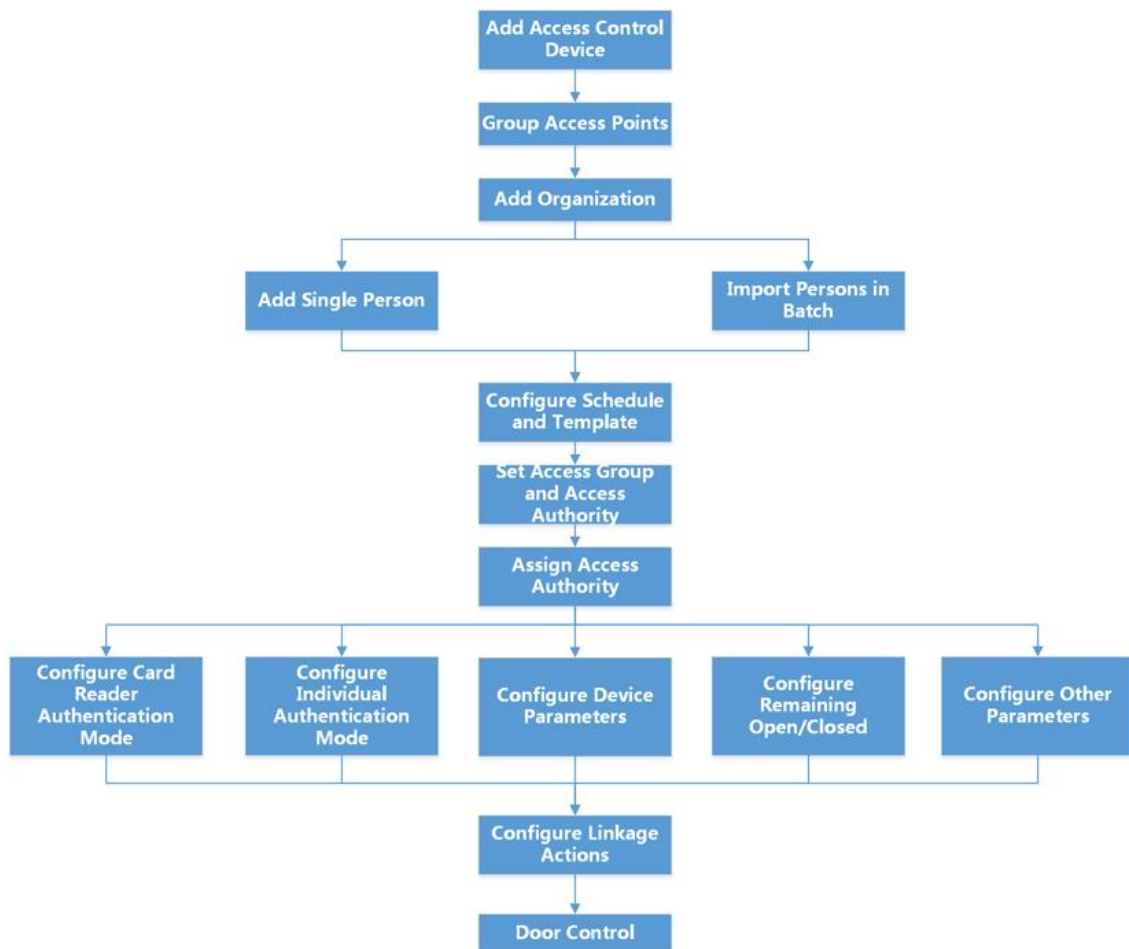 Add Access Control
Device
Group Access Points
Add Organization
Add Single Person
Import Persons in
Batch
Configure Schedule
and Template
Set Access Group
and Access
Authority
Assign Access
Authority
Configure Card
Reader
Authentication
Mode
Configure
Individual
Authentication
Mode
Configure Device
Parameters
Configure
Remaining
Open/Closed
Configure Other
Parameters
Configure Linkage
Actions
Door Control